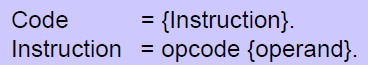 Code = {Instruction}.
Instruction = opcode {operand}.